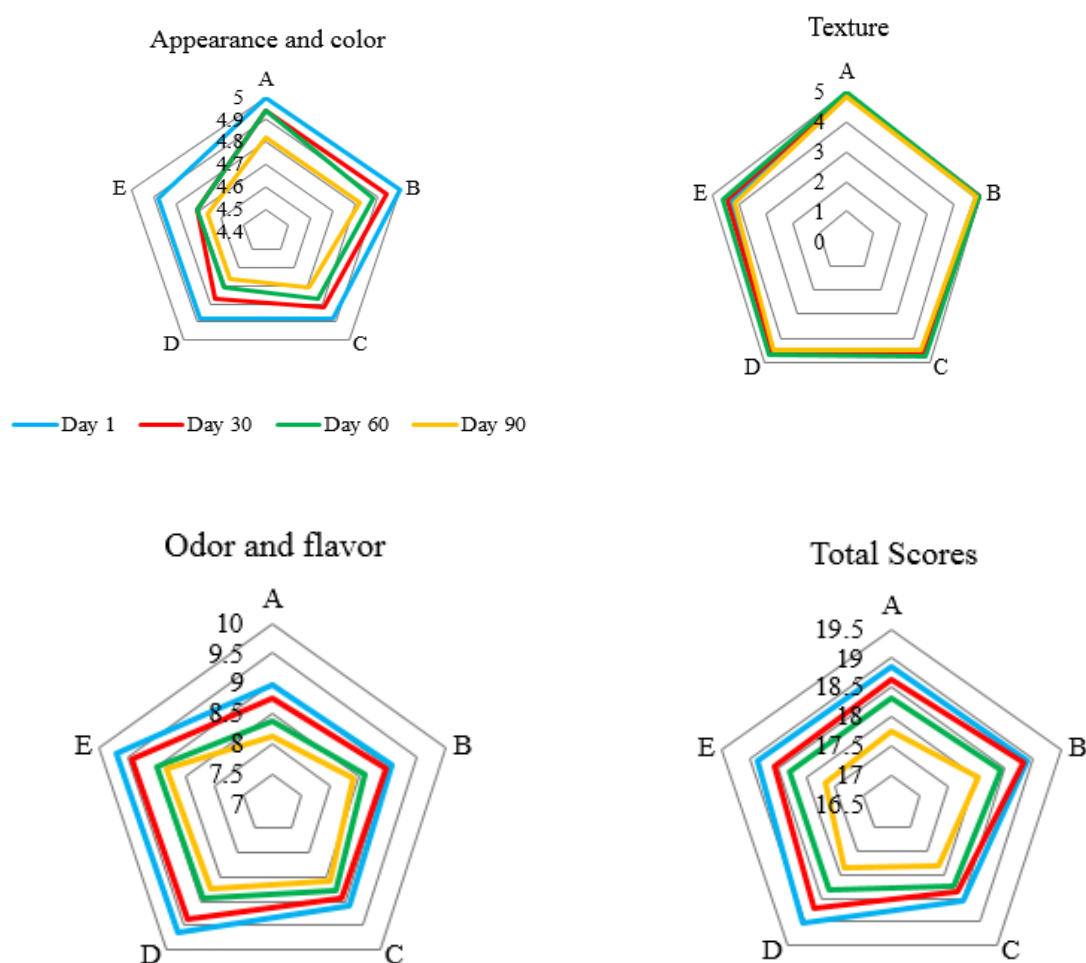 Appearance and color
A
5
4.9
4.8
4.7
4.6
4.5
4.4
B
C
D
E
Texture
A
5
4
3
2
1
0
B
C
D
E
Day 1 Day 30 Day 60 Day 90
Odor and flavor
A
10
9.5
9
8.5
8
7.5
7
B
C
D
E
Total Scores
A
19.5
19
18.5
18
17.5
17
16.5
B
C
D
E